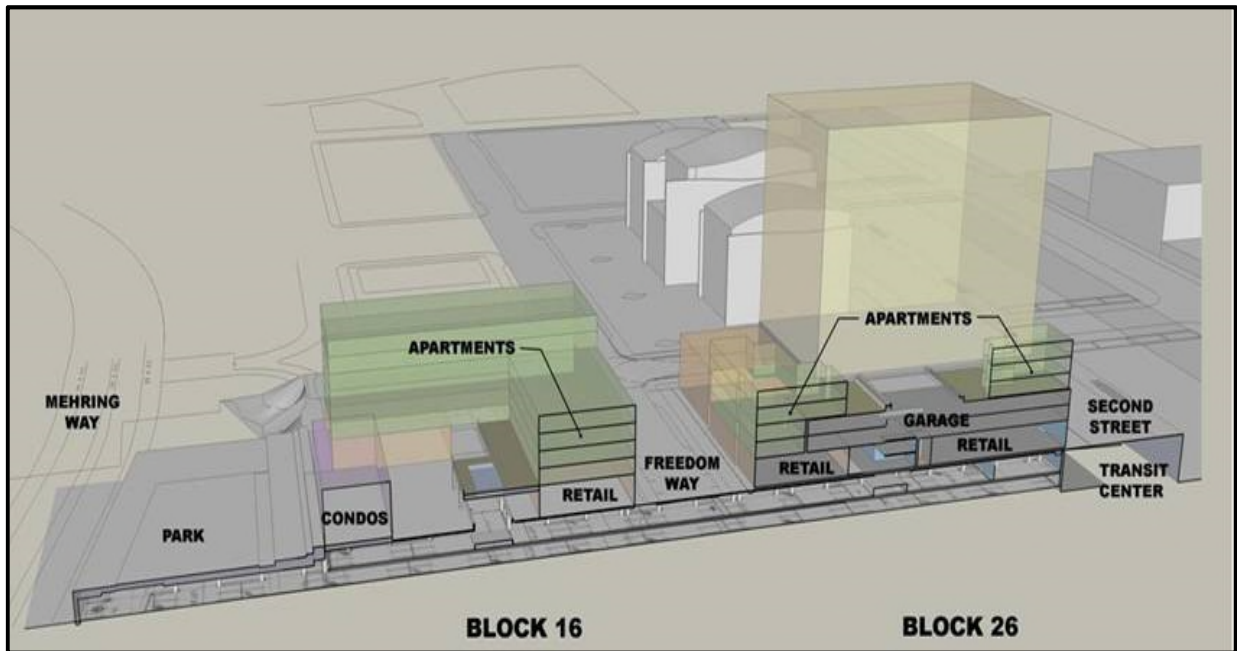 APARTMENTS
APARTMENTS
MEHRING
WAY
GARAGE
SECOND
STREET
RETAIL
RETAIL
FREEDOM
WAY
TRANSIT
CENTER
RETAIL
CONDOS
PARK
BLOCK 16
BLOCK 26